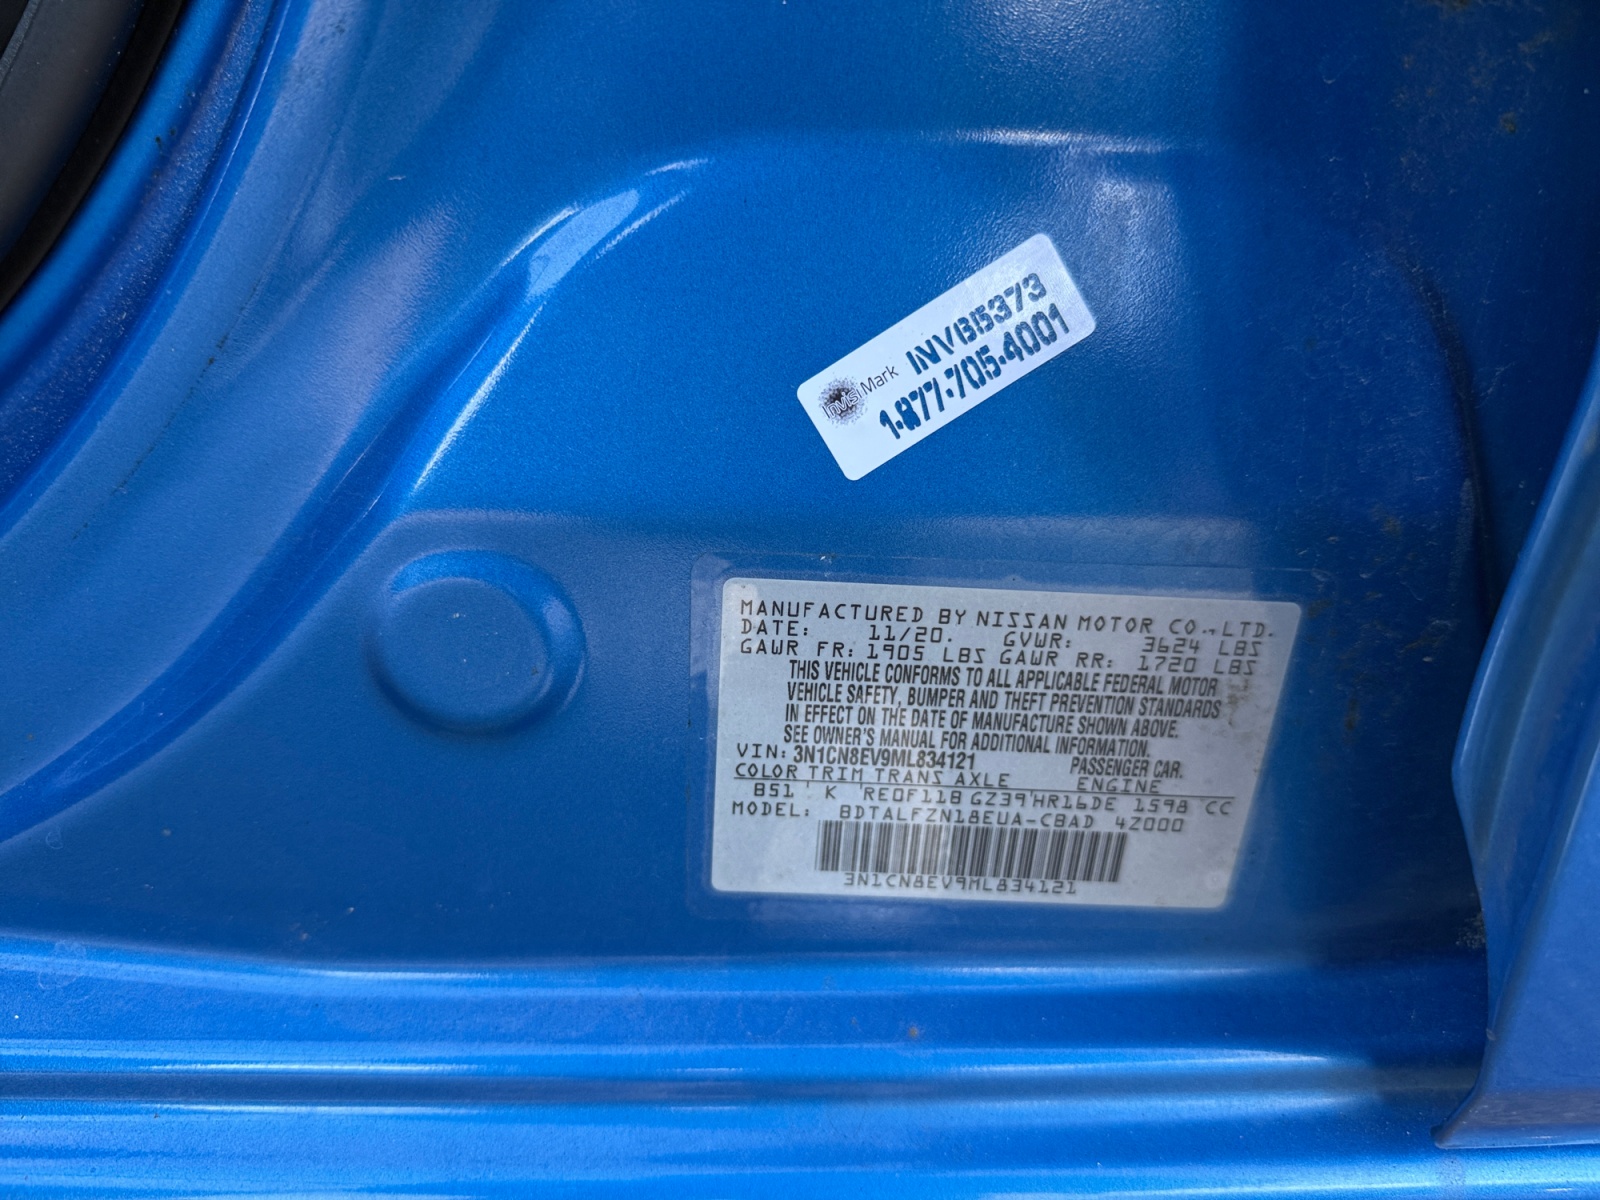 InvisiMark
INVB5373
1.877.705.4001
MANUFACTURED BY NISSAN MOTOR CO., LTD.
DATE: 11/20. GVWR: 3624 LBS
GAWR FR: 1905 LBS GAWR RR: 1720 LBS
THIS VEHICLE CONFORMS TO ALL APPLICABLE FEDERAL MOTOR
VEHICLE SAFETY, BUMPER AND THEFT PREVENTION STANDARDS
IN EFFECT ON THE DATE OF MANUFACTURE SHOWN ABOVE.
SEE OWNER'S MANUAL FOR ADDITIONAL INFORMATION.
VIN: 3N1CN8EV9ML834121 PASSENGER CAR.
COLOR TRIM TRANS AXLE ENGINE
B51 K RE0F11B GZ39 HR16DE 1598 CC
MODEL: BDTALFZN18EUA-CBAD 4Z000
3N1CN8EV9ML834121